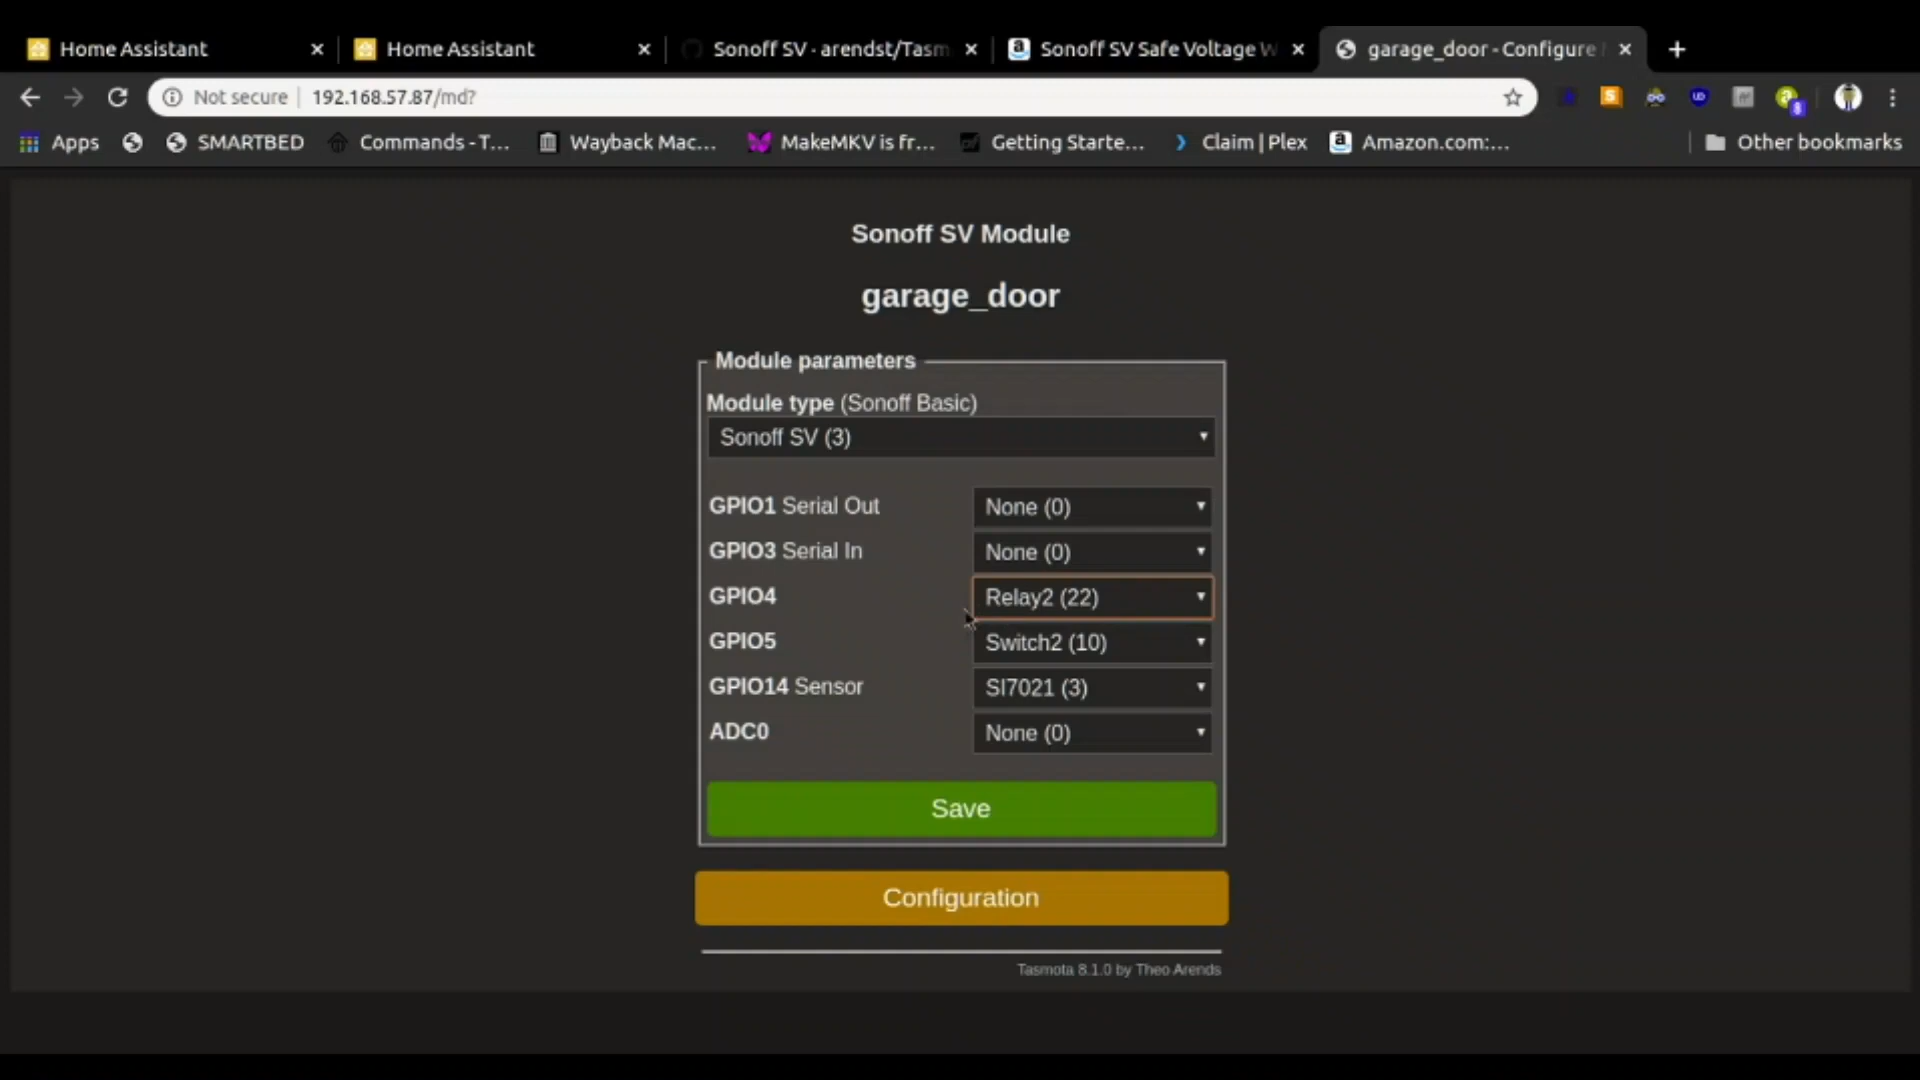 Home Assistant
Home Assistant
Sonoff SV - arendst/Tasm
Sonoff SV Safe Voltage W
garage_door - Configure
Not secure
192.168.57.87/md?
Apps
SMARTBED
Commands - T...
Wayback Mac...
MakeMKV is fr...
Getting Starte...
Claim | Plex
Amazon.com:...
Other bookmarks
Sonoff SV Module
garage_door
Module parameters
Module type (Sonoff Basic)
Sonoff SV (3)
GPIO1 Serial Out None (0)
GPIO3 Serial In None (0)
GPIO4 Relay2 (22)
GPIO5 Switch2 (10)
GPIO14 Sensor SI7021 (3)
ADC0 None (0)
Save
Configuration
Tasmota 8.1.0 by Theo Arends